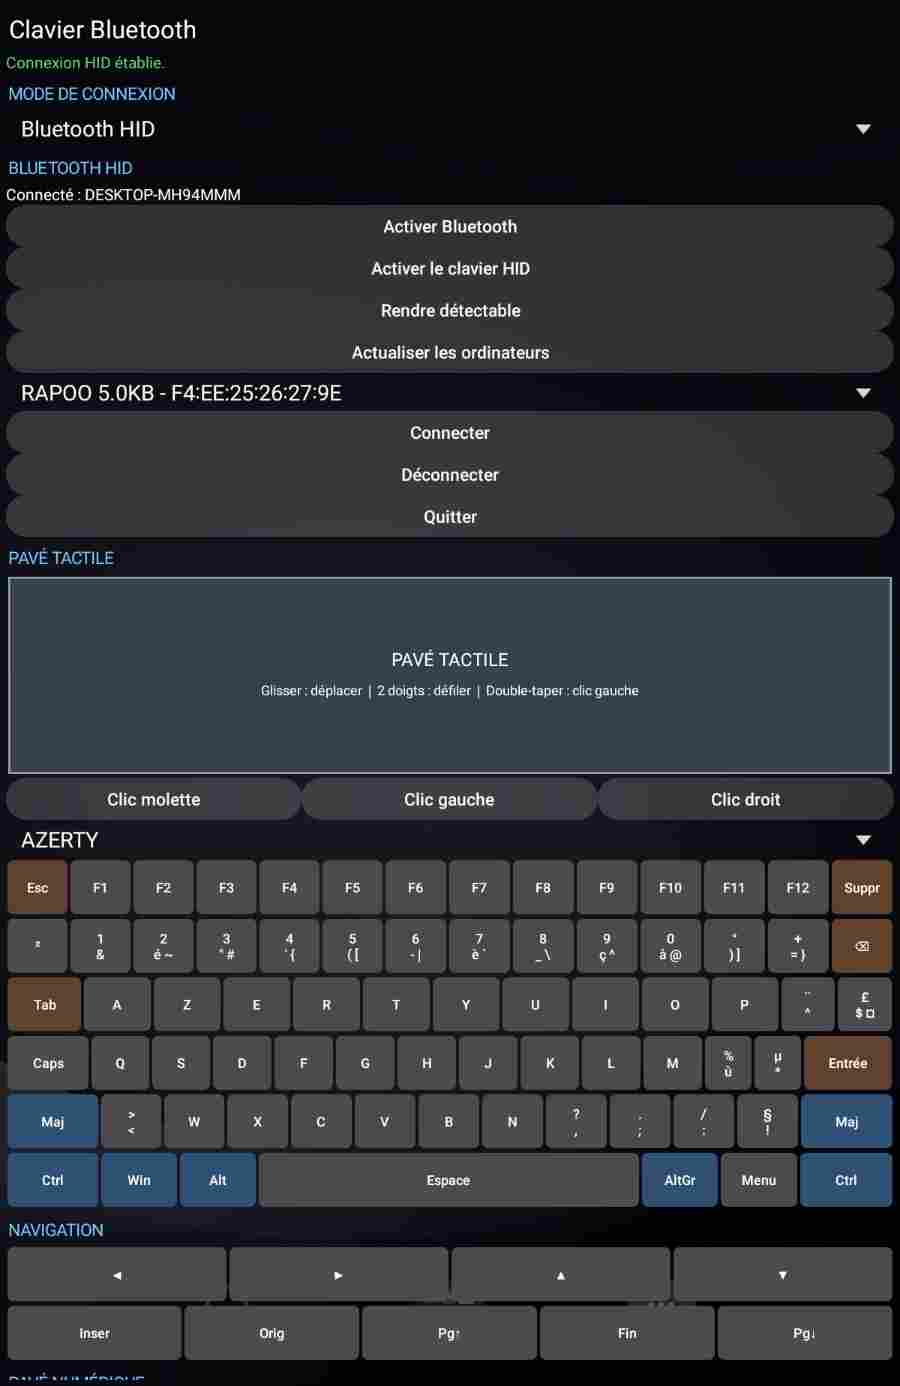 Clavier Bluetooth
Connexion HID établie.
MODE DE CONNEXION
Bluetooth HID
BLUETOOTH HID
Connecté : DESKTOP-MH94MMM
Activer Bluetooth
Activer le clavier HID
Rendre détectable
Actualiser les ordinateurs
RAPOO 5.0KB - F4:EE:25:26:27:9E
Connecter
Déconnecter
Quitter
PAVÉ TACTILE
PAVÉ TACTILE
Glisser : déplacer | 2 doigts : défiler | Double-taper : clic gauche
Clic molette Clic gauche Clic droit
AZERTY
Esc F1 F2 F3 F4 F5 F6 F7 F8 F9 F10 F11 F12 Suppr
² 1 2 3 4 5 6 7 8 9 0 ° + ⌫
& é ~ " # ' { ( [ - | è ` _ \ ç ^ à @ ) ] = }
Tab A Z E R T Y U I O P ¨ £
^ $ ¤
Caps Q S D F G H J K L M % µ Entrée
ù *
Maj > W X C V B N ? . / § Maj
< , ; : !
Ctrl Win Alt Espace AltGr Menu Ctrl
NAVIGATION
◀ ▶ ▲ ▼
Inser Orig Pg↑ Fin Pg↓
PAVÉ NUMÉRIQUE